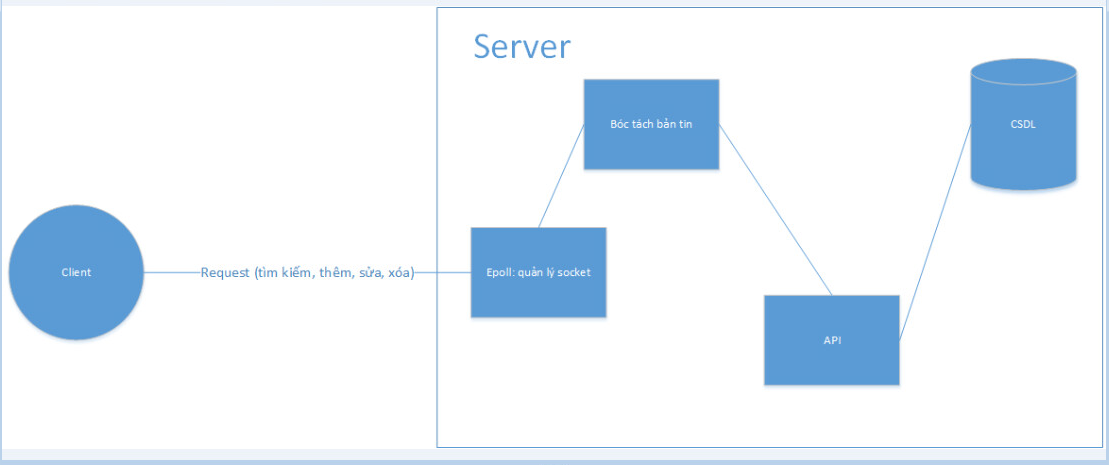 Server
Bóc tách bản tin
CSDL
Client
Request (tìm kiếm, thêm, sửa, xóa)
Epoll: quản lý socket
API